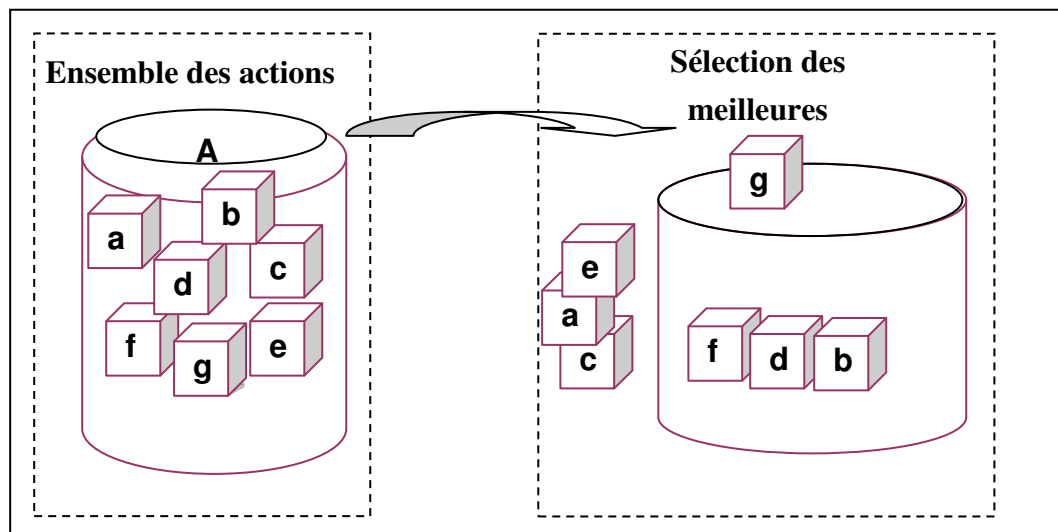 Ensemble des actions
A
b
a
c
d
f
e
g
Sélection des
meilleures
g
e
a
c
f
d
b